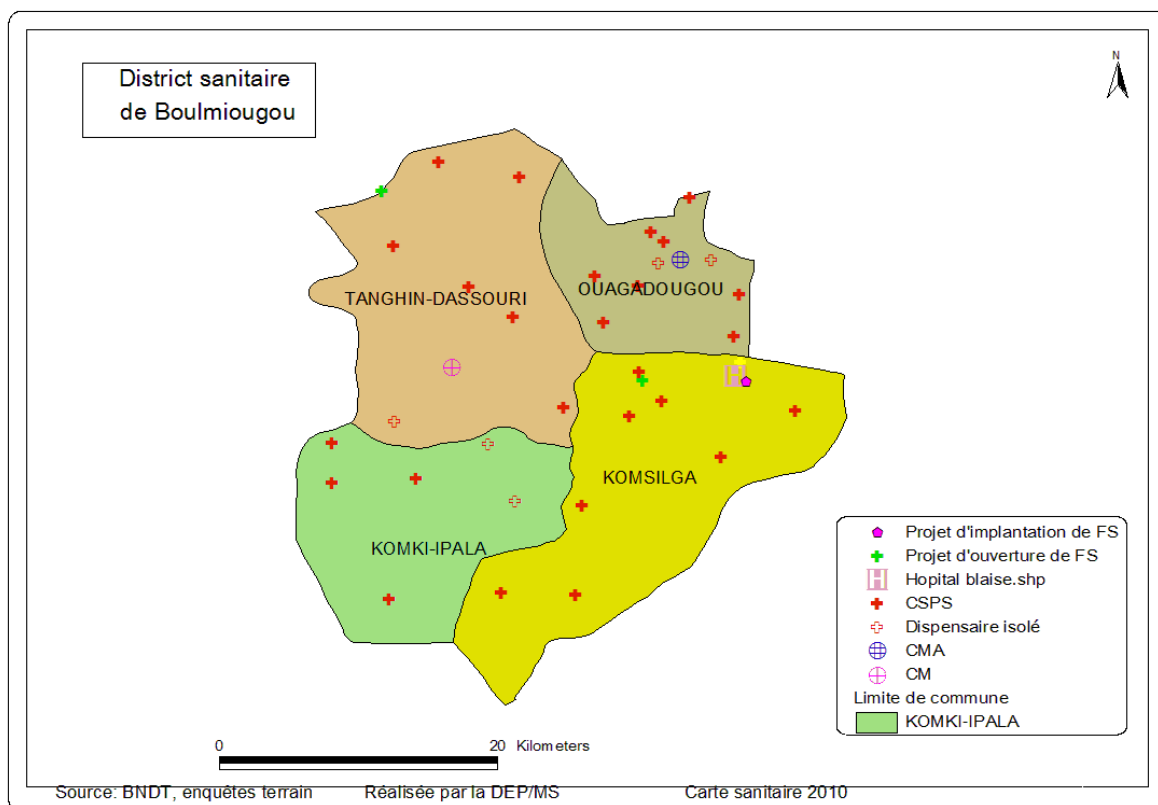 District sanitaire
de Boulmiougou
N
TANGHIN-DASSOURI
OUAGADOUGOU
KOMSILGA
KOMKI-IPALA
Projet d'implantation de FS
Projet d'ouverture de FS
H Hopital blaise.shp
CSPS
Dispensaire isolé
CMA
CM
Limite de commune
KOMKI-IPALA
0 20 Kilometers
Source: BNDT, enquêtes terrain Réalisée par la DEP/MS Carte sanitaire 2010